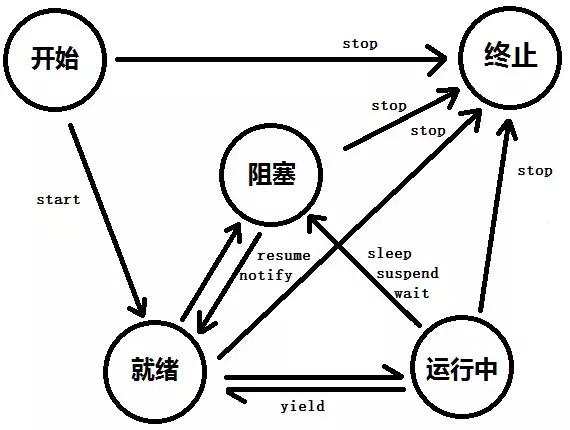 开始
stop
终止
stop
stop
阻塞
stop
start
resume
notify
sleep
suspend
wait
就绪
运行中
yield